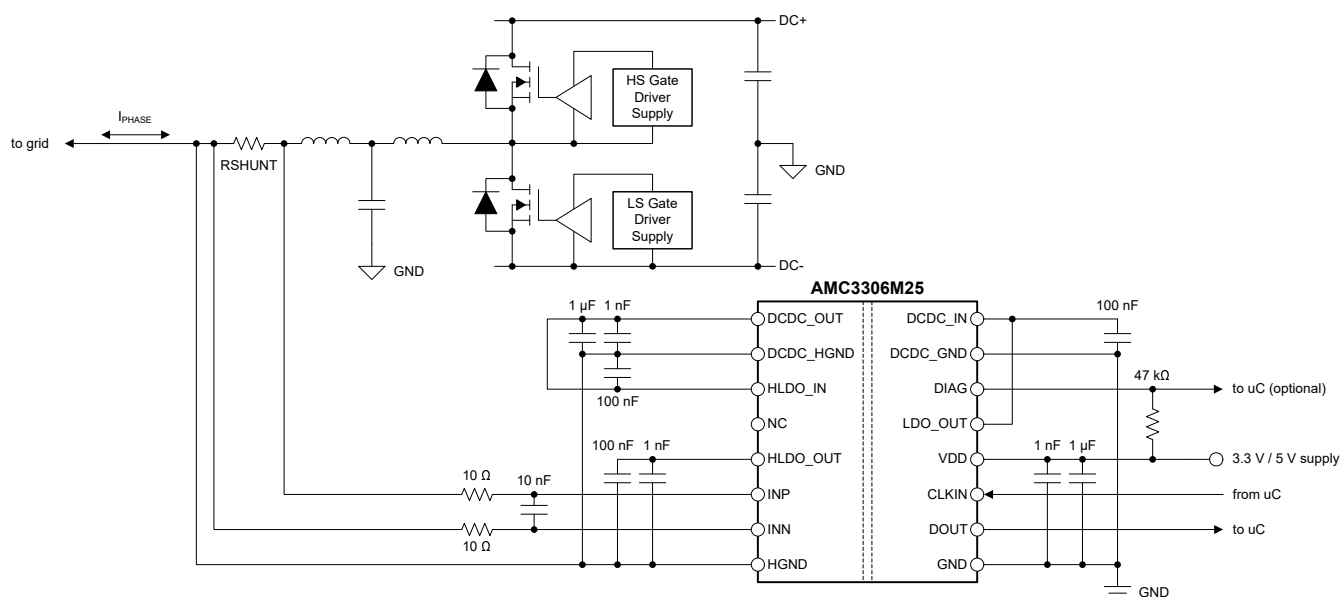 DC+
HS Gate
Driver
Supply
I_PHASE
to grid
RSHUNT
GND
LS Gate
Driver
Supply
GND
DC-
AMC3306M25
1 µF 1 nF
DCDC_OUT
DCDC_IN
100 nF
DCDC_HGND
DCDC_GND
47 kΩ
HLDO_IN
DIAG
to uC (optional)
100 nF
NC
LDO_OUT
100 nF 1 nF
HLDO_OUT
VDD
1 nF 1 µF
3.3 V / 5 V supply
10 Ω
10 nF
INP
CLKIN
from uC
INN
DOUT
to uC
10 Ω
HGND
GND
GND